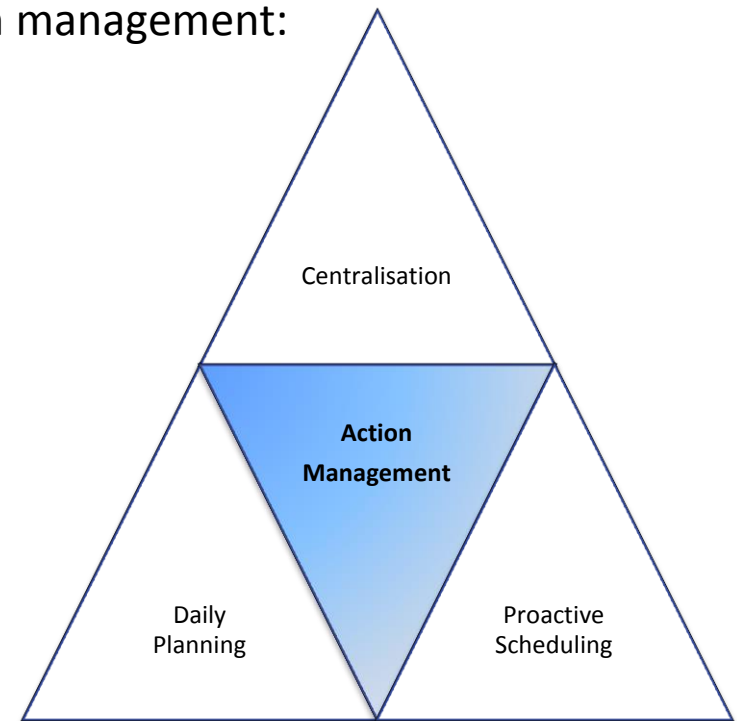 management:
Centralisation
Action
Management
Daily
Planning
Proactive
Scheduling